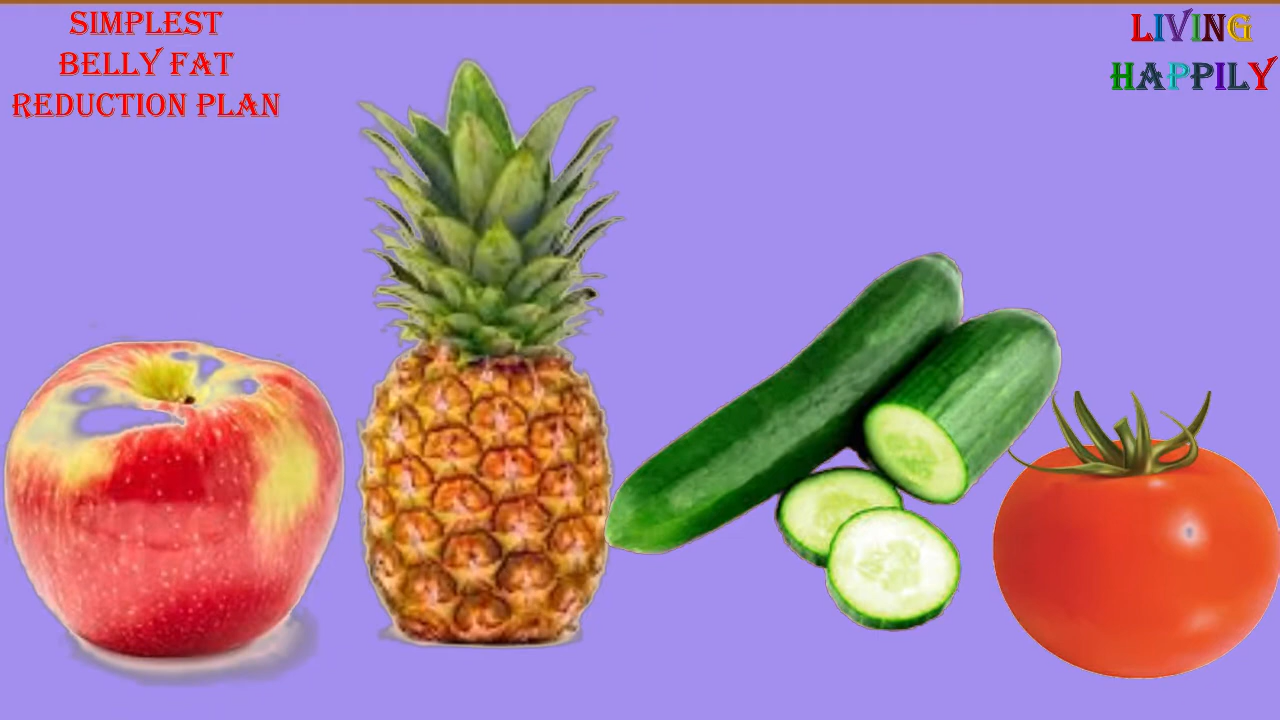 SIMPLEST
BELLY FAT
REDUCTION PLAN
LIVING
HAPPILY